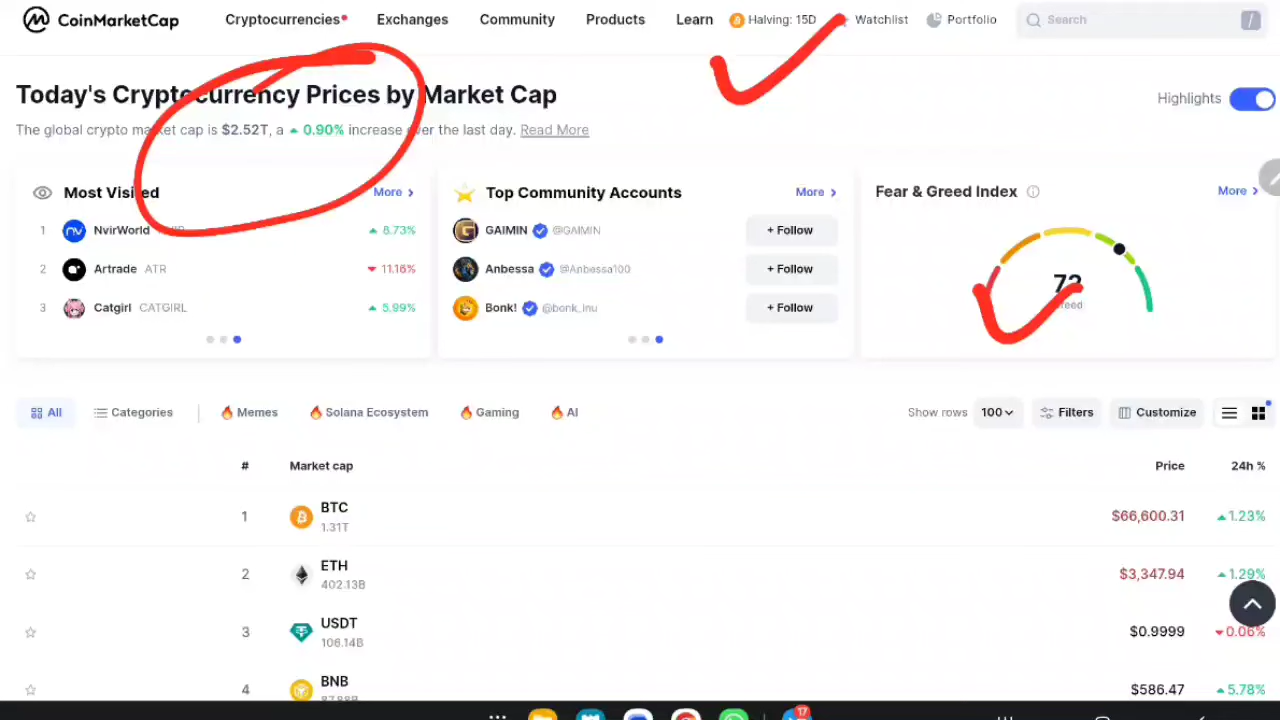 CoinMarketCap
Cryptocurrencies Exchanges Community Products Learn Halving: 15D Watchlist Portfolio Search /
Today's Cryptocurrency Prices by Market Cap
Highlights
The global crypto market cap is $2.52T, a 0.90% increase over the last day. Read More
Most Visited More >
1 NvirWorld 8.73%
2 Artrade ATR 11.16%
3 Catgirl CATGIRL 5.99%
Top Community Accounts More >
GAIMIN @GAIMIN + Follow
Anbessa @Anbessa100 + Follow
Bonk! @bonk_inu + Follow
Fear & Greed Index More >
72
All Categories Memes Solana Ecosystem Gaming AI Show rows 100 Filters Customize
# Market cap Price 24h %
1 BTC $66,600.31 1.23%
1.31T
2 ETH $3,347.94 1.29%
402.13B
3 USDT $0.9999 0.06%
106.14B
4 BNB $586.47 5.78%
17